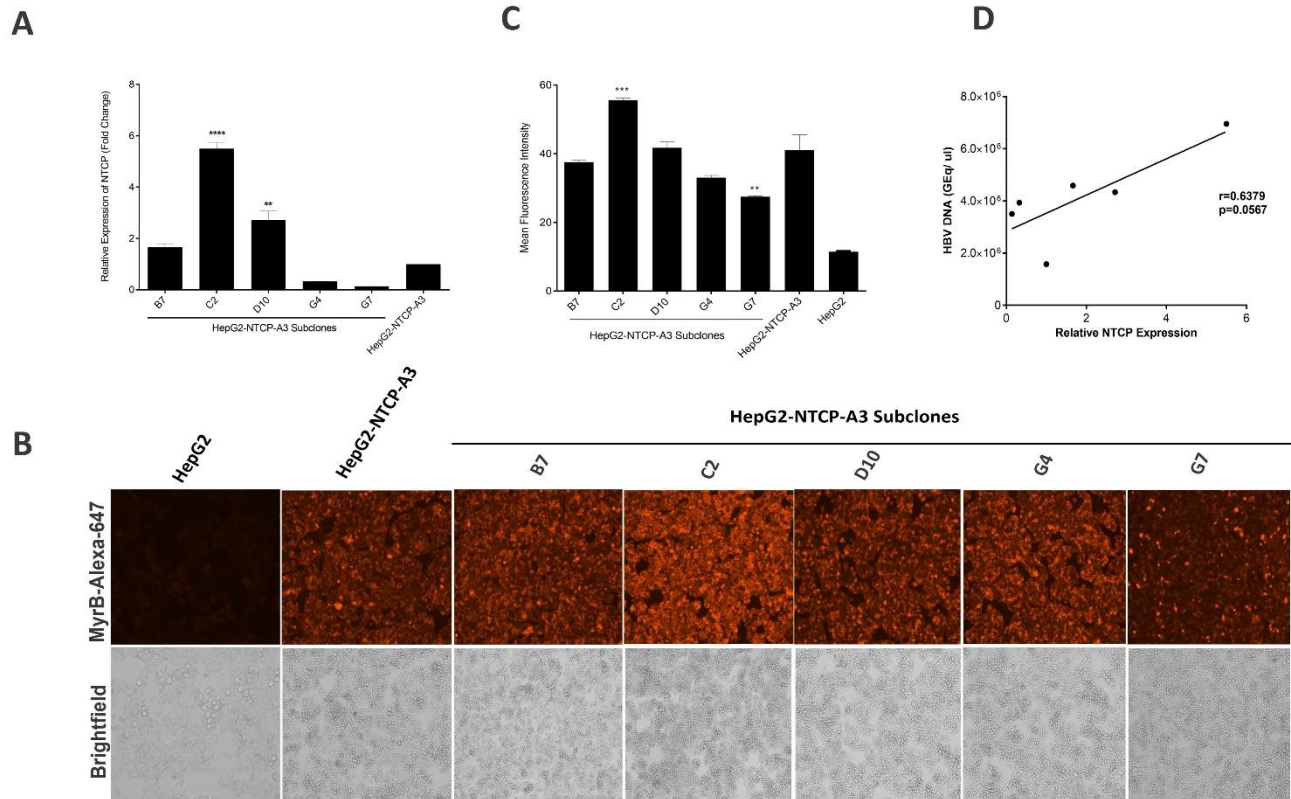 A
Relative Expression of NTCP (Fold Change)
8
6
4
2
0
****
**
B7
C2
D10
G4
G7
HepG2-NTCP-A3
HepG2-NTCP-A3 Subclones
C
Mean Fluorescence Intensity
60
40
20
0
***
**
B7
C2
D10
G4
G7
HepG2-NTCP-A3
HepG2
HepG2-NTCP-A3 Subclones
D
HBV DNA (GEq/ ul)
8.0×10⁶
6.0×10⁶
4.0×10⁶
2.0×10⁶
0
0
2
4
6
r=0.6379
p=0.0567
Relative NTCP Expression
B
HepG2
HepG2-NTCP-A3
HepG2-NTCP-A3 Subclones
B7
C2
D10
G4
G7
MyrB-Alexa-647
Brightfield